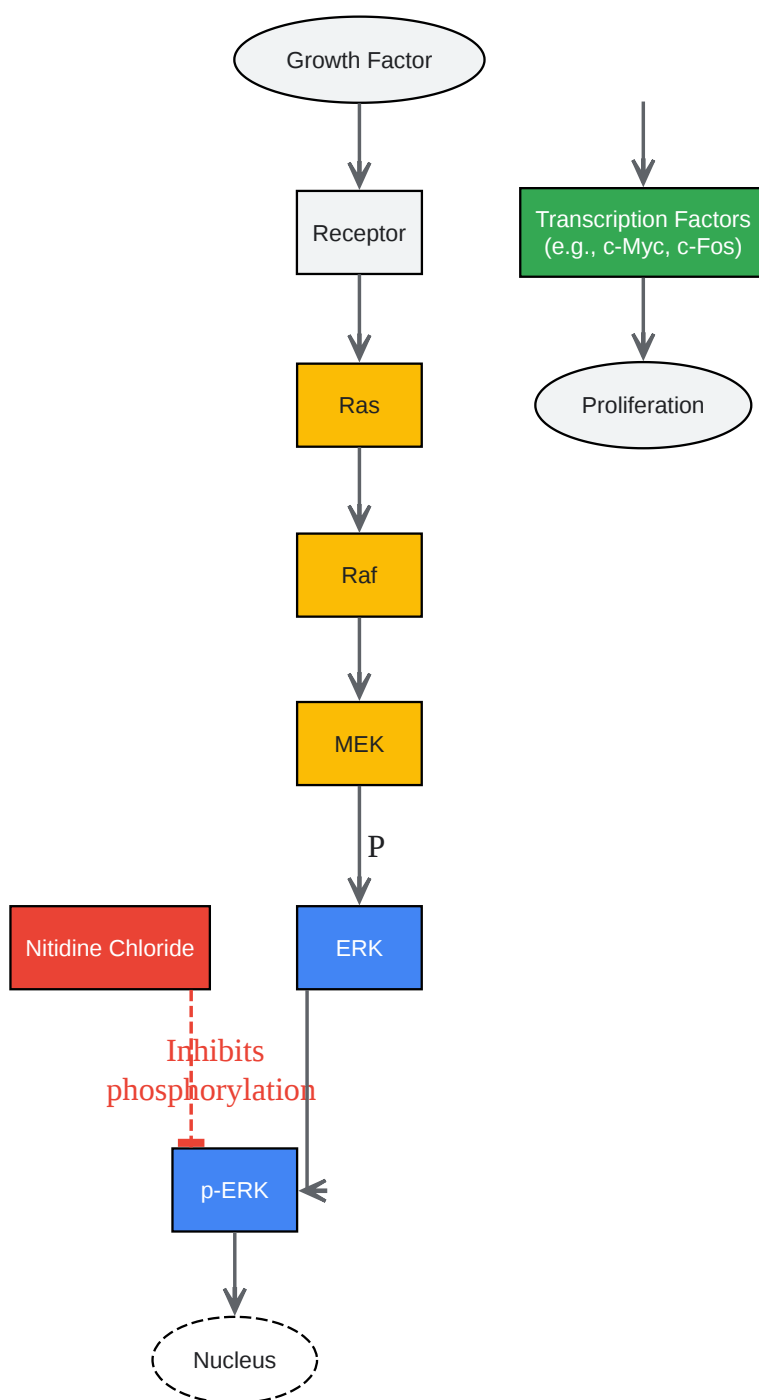 Growth Factor
Receptor
Transcription Factors
(e.g., c-Myc, c-Fos)
Ras
Proliferation
Raf
MEK
P
Nitidine Chloride
ERK
Inhibits
phosphorylation
p-ERK
Nucleus